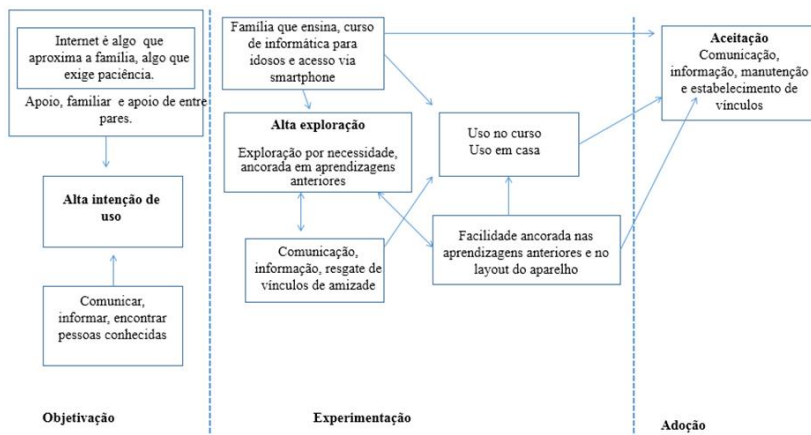 Internet é algo que
aproxima a família, algo que
exige paciência.
Apoio, familiar e apoio de entre
pares.
Alta intenção de
uso
Comunicar,
informar, encontrar
pessoas conhecidas
Objetivação
Família que ensina, curso
de informática para
idosos e acesso via
smartphone
Alta exploração
Exploração por necessidade,
ancorada em aprendizagens
anteriores
Comunicação,
informação, resgate de
vínculos de amizade
Uso no curso
Uso em casa
Facilidade ancorada nas
aprendizagens anteriores e no
layout do aparelho
Experimentação
Aceitação
Comunicação,
informação, manutenção
e estabelecimento de
vínculos
Adoção